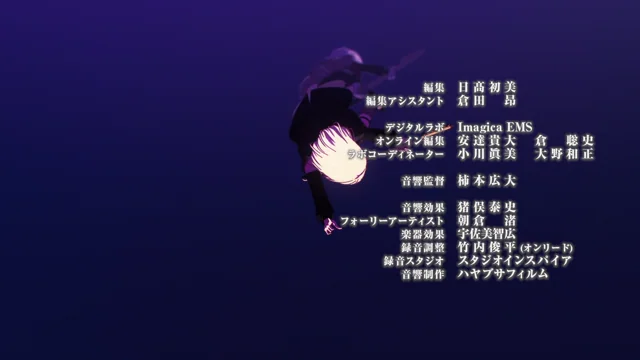 編集 日髙初美
編集アシスタント 倉田 昂
デジタルラボ Imagica EMS
オンライン編集 安達貴大 倉 聡史
ラボコーディネーター 小川眞美 大野和正
音響監督 柿本広大
音響効果 猪俣泰史
フォーリーアーティスト 朝倉 渚
楽器効果 宇佐美智広
録音調整 竹内俊平(オンリード)
録音スタジオ スタジオインスパイア
音響制作 ハヤブサフィルム